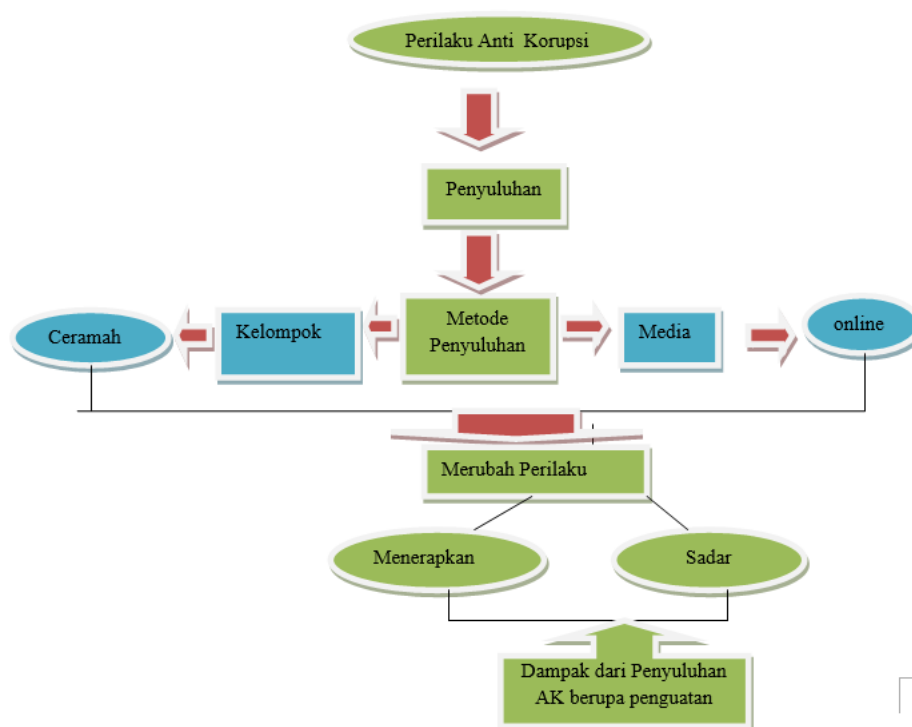 Perilaku Anti Korupsi
Penyuluhan
Metode
Penyuluhan
Ceramah
Kelompok
Media
online
Merubah Perilaku
Menerapkan
Sadar
Dampak dari Penyuluhan
AK berupa penguatan